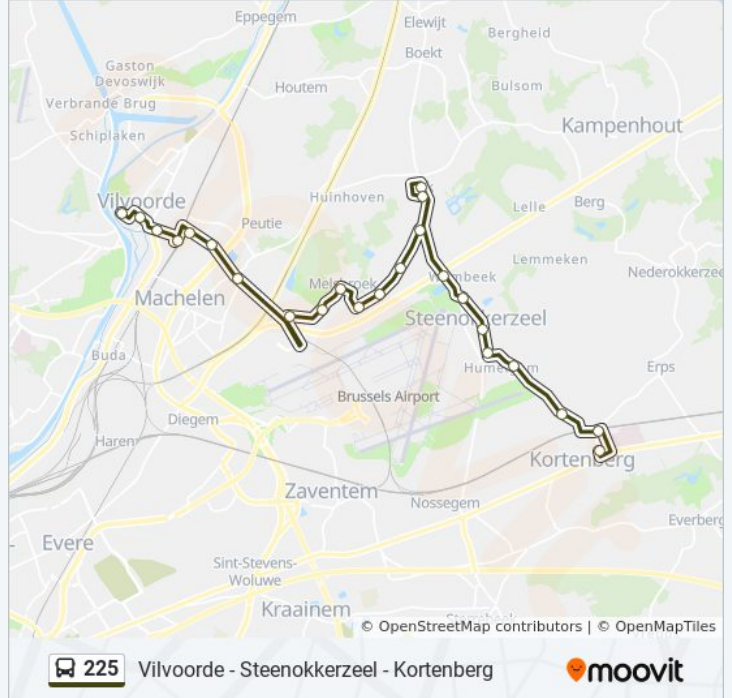 Eppegem
Elewijt
Bergheid
Boekt
Gaston
Devoswijk
Houtem
Bulsom
Verbrande Brug
Schiplaken
Kampenhout
Vilvoorde
Huinhoven
Lelle
Berg
Peutie
Lemmeken
Nederokkerzee
Machelen
Steenokkerzeel
Buda
Erps
Brussels Airport
Diegem
Haren
Kortenberg
Zaventem
Nossegem
Everberg
Evere
Sint-Stevens-
Woluwe
Kraainem
© OpenStreetMap contributors | © OpenMapTiles
225 Vilvoorde - Steenokkerzeel - Kortenberg moovit